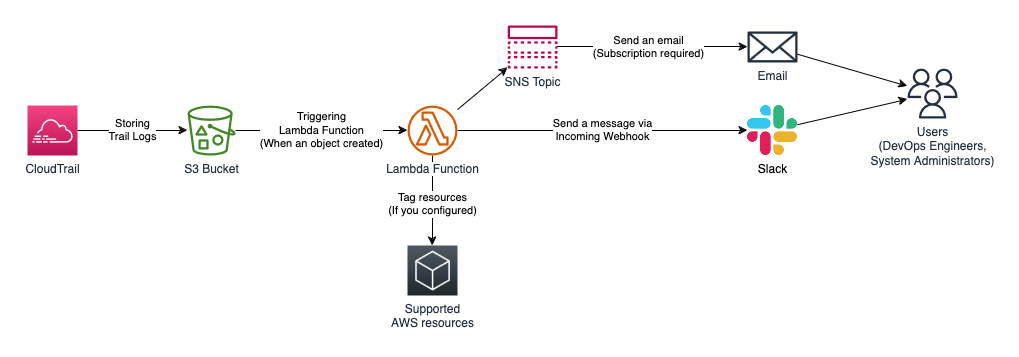 Send an email
(Subscription required)
SNS Topic
Email
Storing
Trail Logs
Triggering
Lambda Function
(When an object created)
Send a message via
Incoming Webhook
Users
(DevOps Engineers,
System Administrators)
CloudTrail
S3 Bucket
Lambda Function
Slack
Tag resources
(If you configured)
Supported
AWS resources